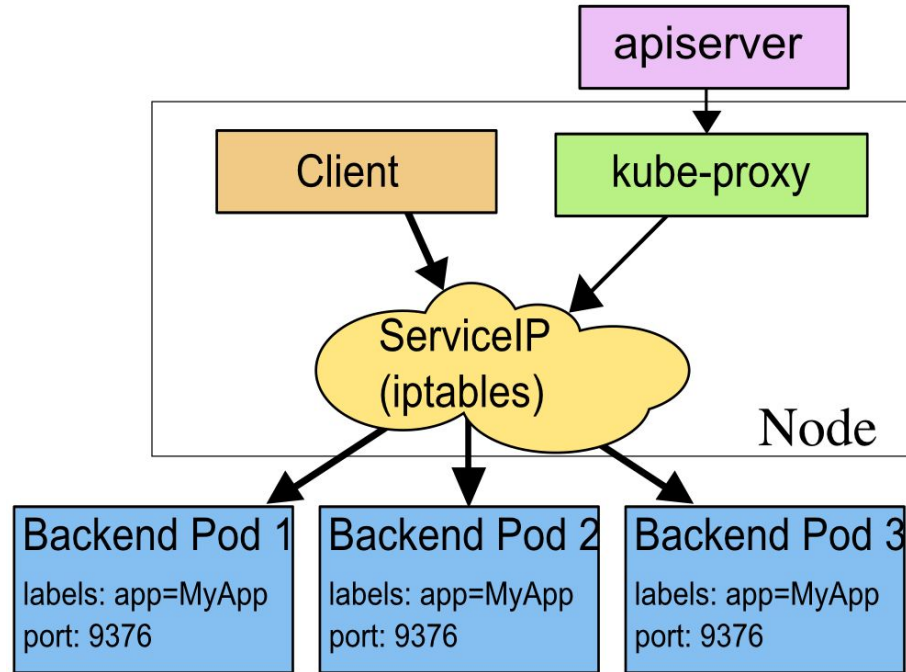 apiserver
Client
kube-proxy
ServiceIP
(iptables)
Node
Backend Pod 1
labels: app=MyApp
port: 9376
Backend Pod 2
labels: app=MyApp
port: 9376
Backend Pod 3
labels: app=MyApp
port: 9376